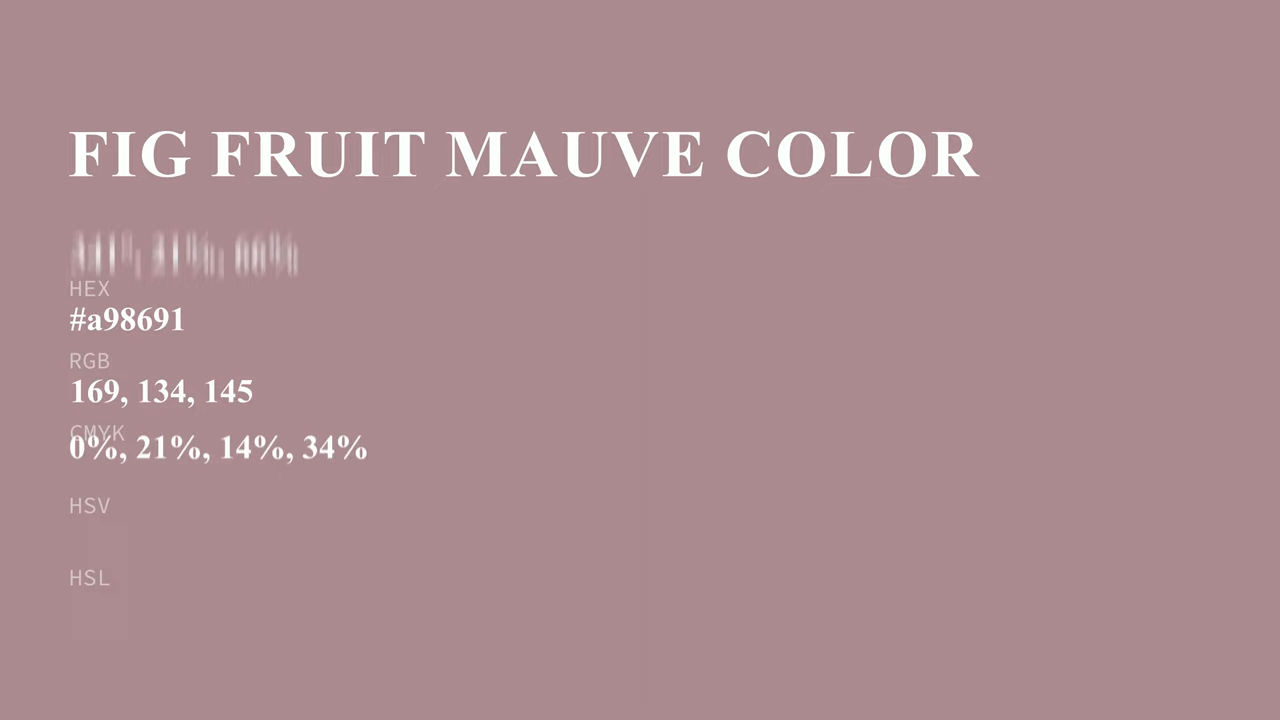 FIG FRUIT MAUVE COLOR
HEX
#a98691
RGB
169, 134, 145
CMYK
0%, 21%, 14%, 34%
HSV
HSL